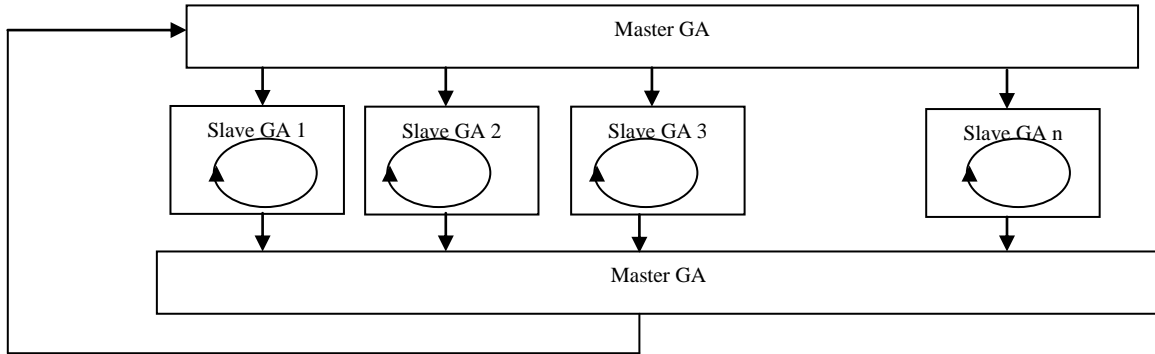 Master GA
Slave GA 1
Slave GA 2
Slave GA 3
Slave GA n
Master GA